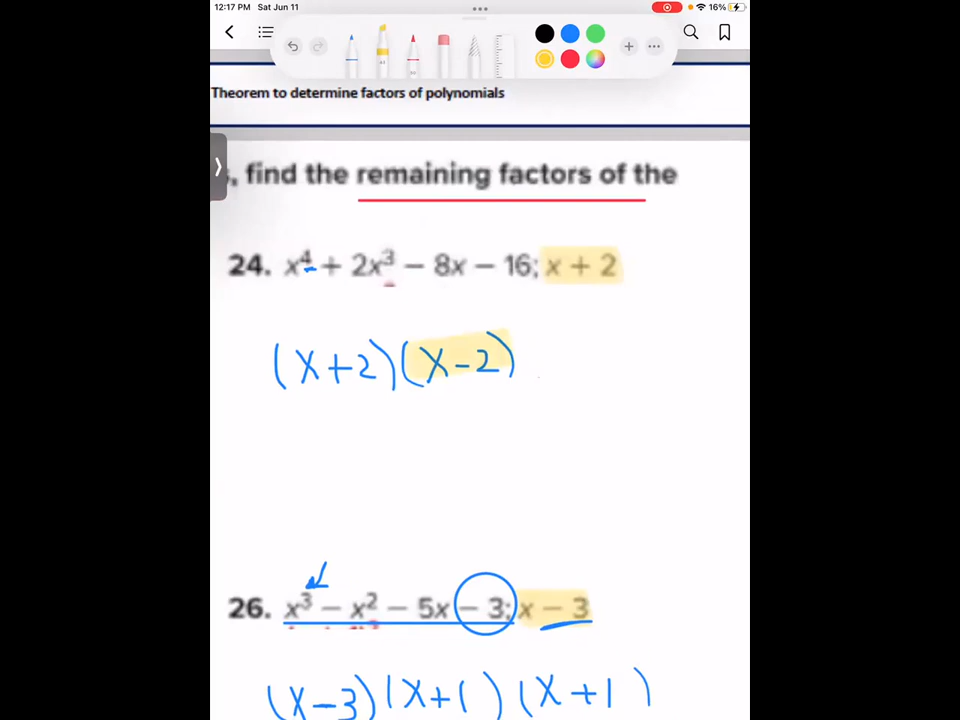 12:17 PM Sat Jun 11
16%
Theorem to determine factors of polynomials
, find the remaining factors of the
24. x⁴ + 2x³ − 8x − 16; x + 2
(x+2)(x−2)
26. x³ − x² − 5x − 3; x − 3
(x−3)(x+1)(x+1)